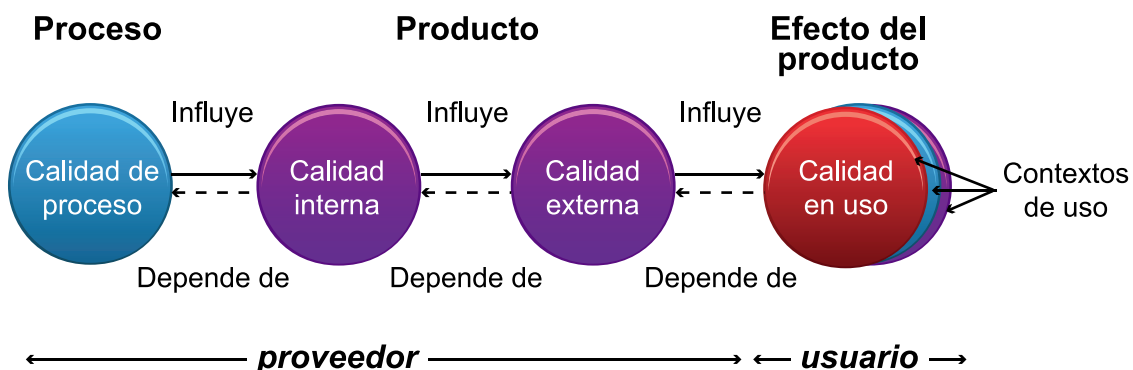 Proceso
Producto
Efecto del
producto
Influye
Influye
Influye
Calidad de
proceso
Calidad
interna
Calidad
externa
Calidad
en uso
Contextos
de uso
Depende de
Depende de
Depende de
proveedor
usuario